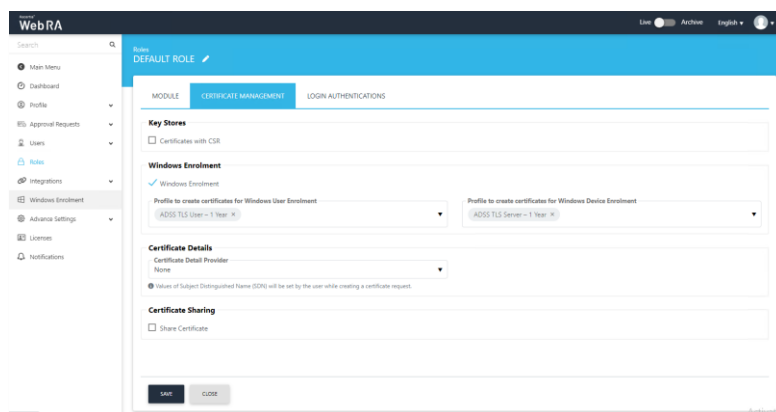 WebRA
Live Archive English
Search
Roles
DEFAULT ROLE
Main Menu
Dashboard
Profile
Approval Requests
Users
Roles
Integrations
Windows Enrolment
Advance Settings
Licenses
Notifications
MODULE CERTIFICATE MANAGEMENT LOGIN AUTHENTICATIONS
Key Stores
Certificates with CSR
Windows Enrolment
Windows Enrolment
Profile to create certificates for Windows User Enrolment
ADSS TLS User – 1 Year ×
Profile to create certificates for Windows Device Enrolment
ADSS TLS Server – 1 Year ×
Certificate Details
Certificate Detail Provider
None
Values of Subject Distinguished Name (SDN) will be set by the user while creating a certificate request.
Certificate Sharing
Share Certificate
SAVE CLOSE